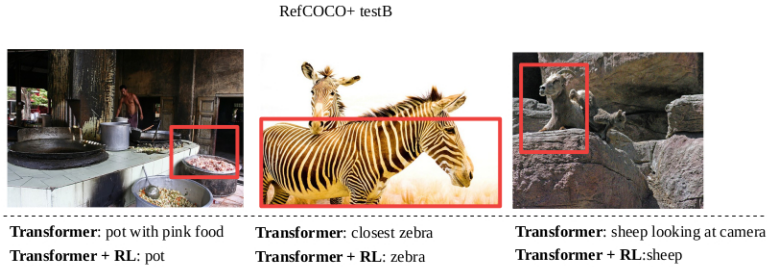 RefCOCO+ testB
Transformer: pot with pink food
Transformer + RL: pot
Transformer: closest zebra
Transformer + RL: zebra
Transformer: sheep looking at camera
Transformer + RL:sheep